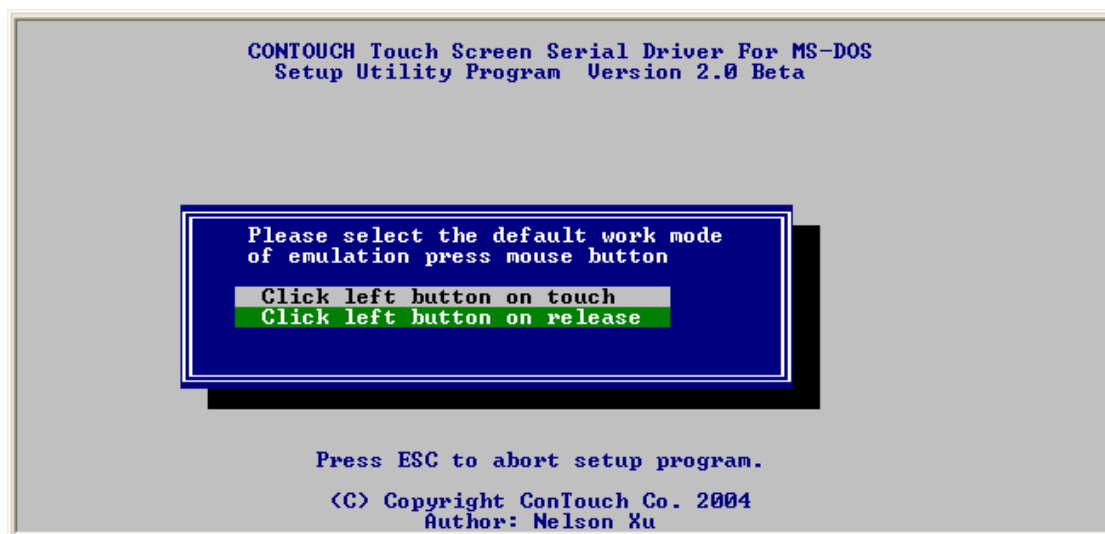 CONTOUCH Touch Screen Serial Driver For MS-DOS
Setup Utility Program Version 2.0 Beta
Please select the default work mode
of emulation press mouse button
Click left button on touch
Click left button on release
Press ESC to abort setup program.
(C) Copyright ConTouch Co. 2004
Author: Nelson Xu